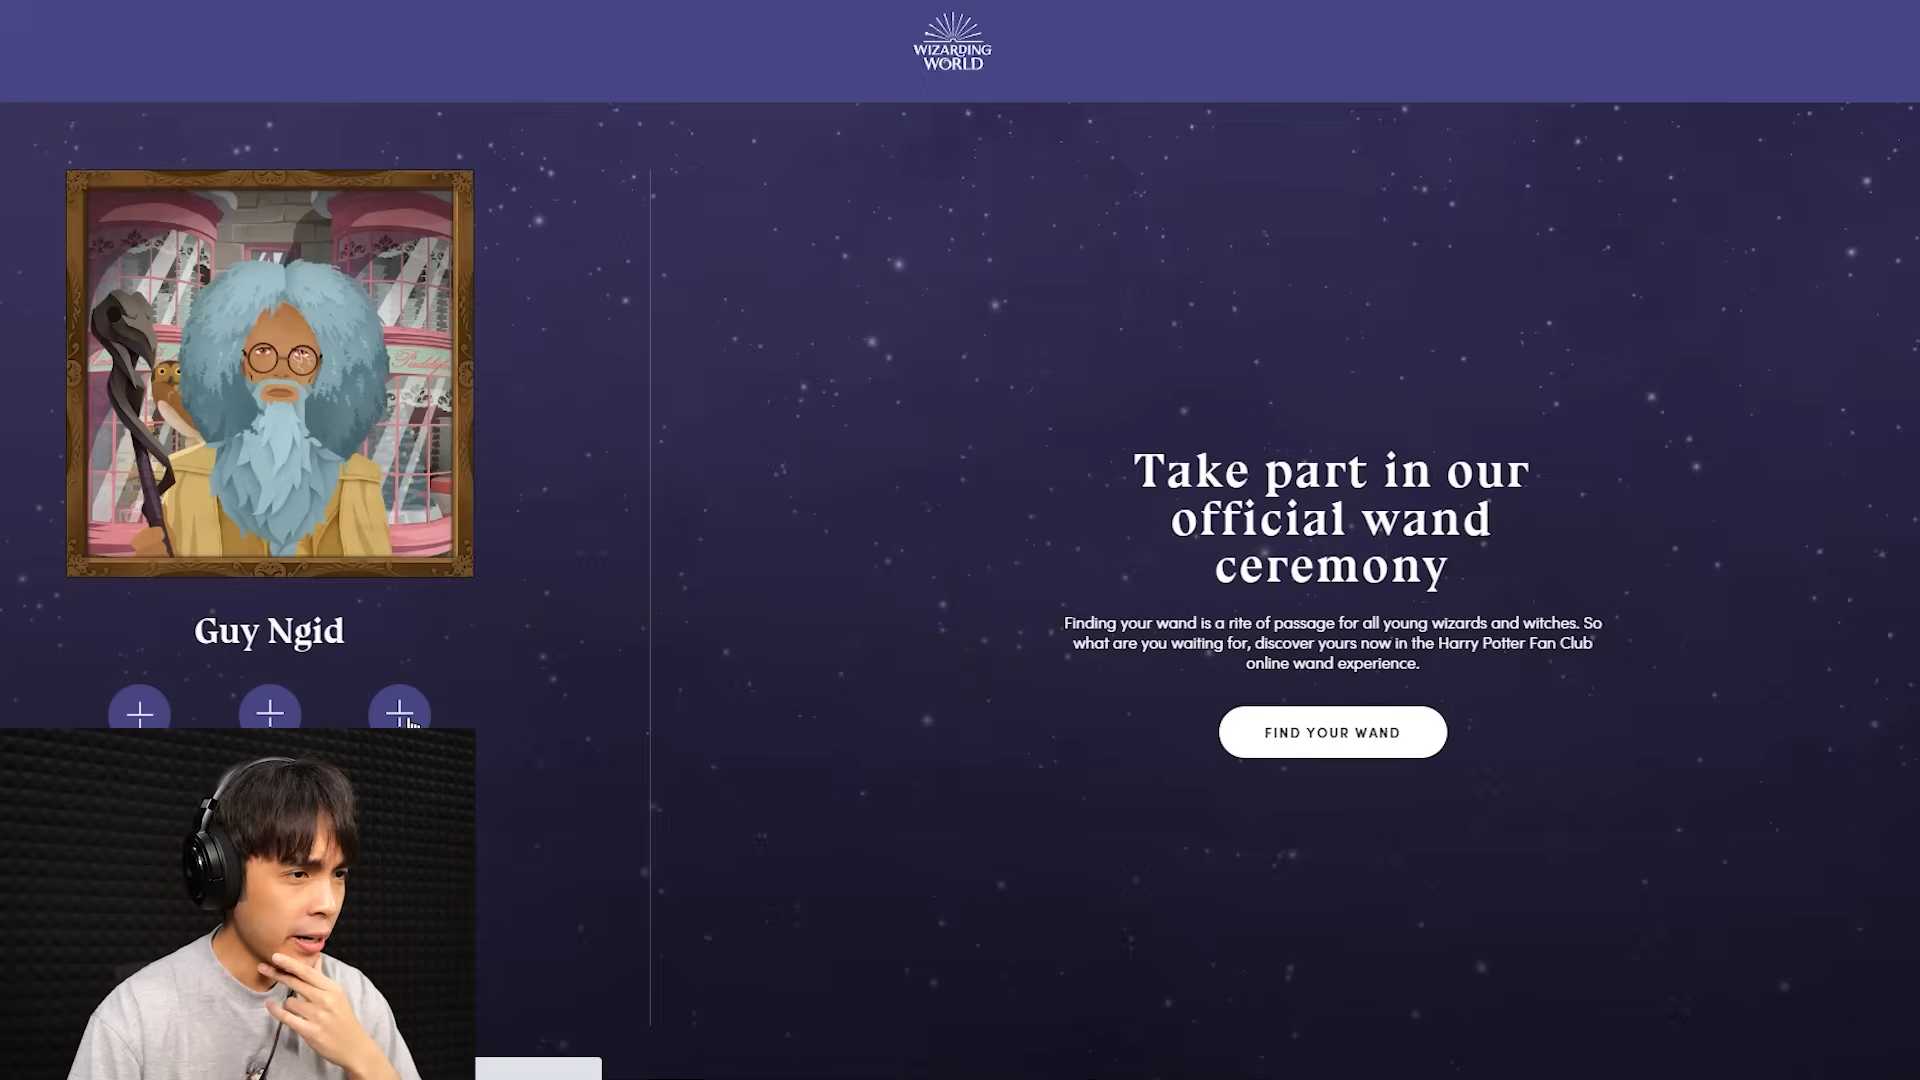 WIZARDING
WORLD
Guy Ngid
Take part in our
official wand
ceremony
Finding your wand is a rite of passage for all young wizards and witches. So
what are you waiting for, discover yours now in the Harry Potter Fan Club
online wand experience.
FIND YOUR WAND